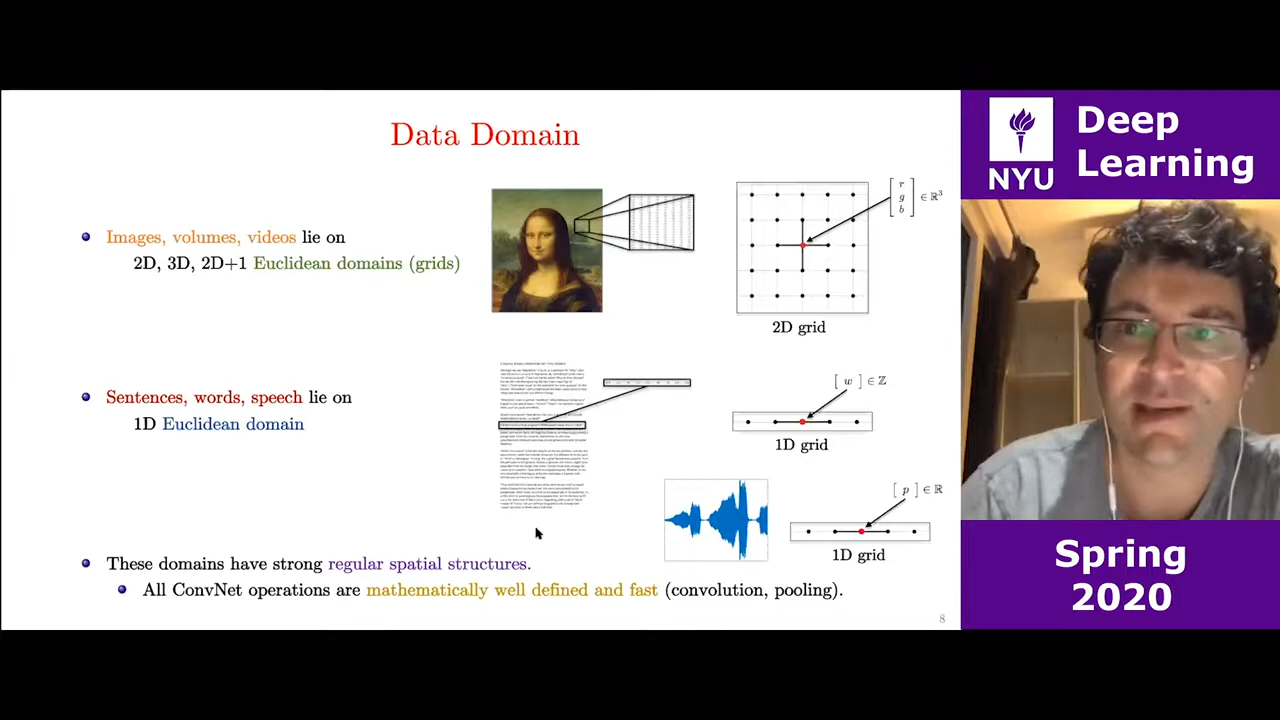 Data Domain
Images, volumes, videos lie on
2D, 3D, 2D+1 Euclidean domains (grids)
r
g
b
∈ ℝ³
2D grid
Sentences, words, speech lie on
1D Euclidean domain
[ w ] ∈ ℤ
1D grid
[ p ] ∈ ℝ
1D grid
These domains have strong regular spatial structures.
All ConvNet operations are mathematically well defined and fast (convolution, pooling).
8
NYU
Deep
Learning
Spring
2020